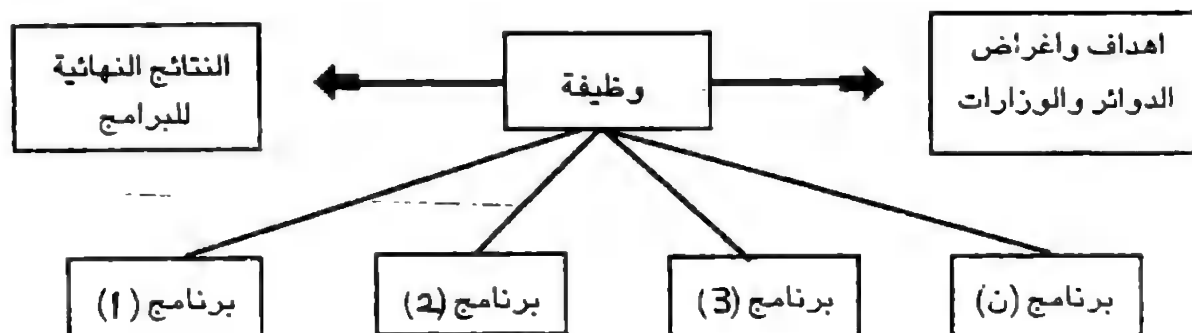 اهداف واغراض
الدوائر والوزارات
وظيفة
النتائج النهائية
للبرامج
برنامج (ن)
برنامج (3)
برنامج (2)
برنامج (1)